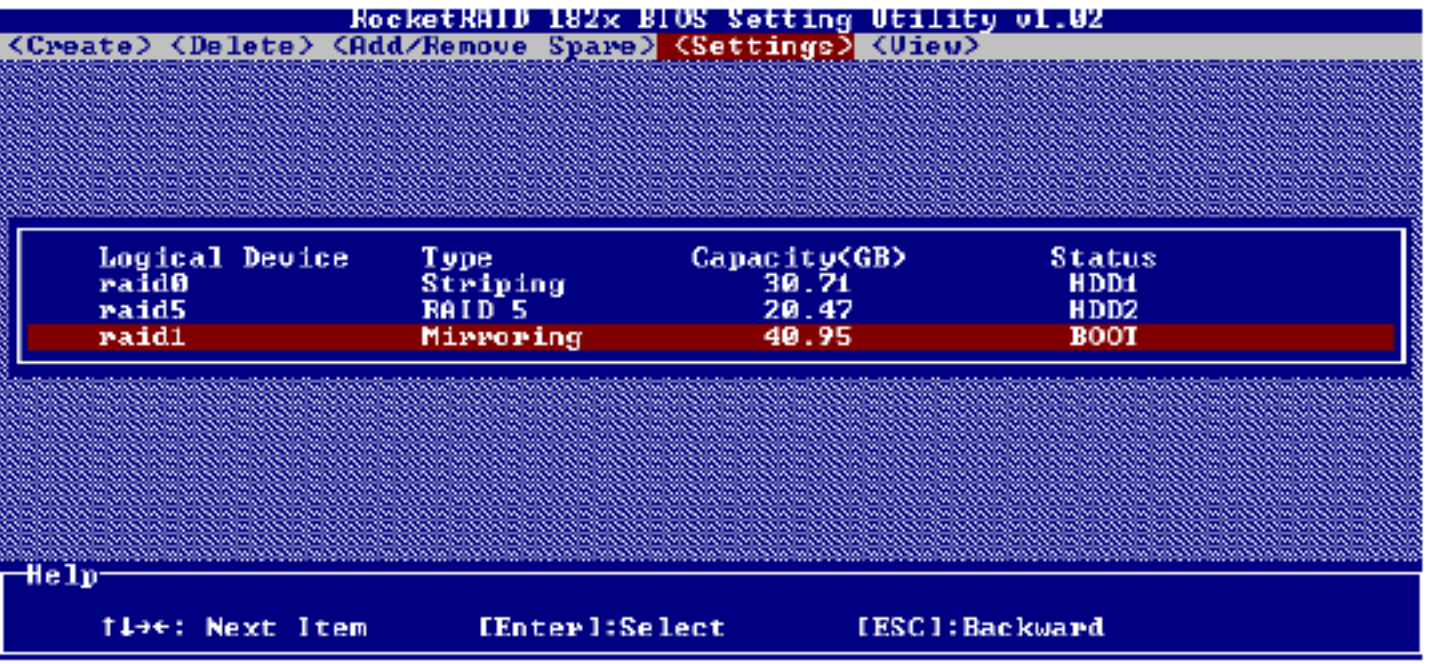 RocketRAID 182x BIOS Setting Utility v1.02
<Create> <Delete> <Add/Remove Spare> <Settings> <View>
Logical Device Type Capacity(GB) Status
raid0 Striping 30.71 HDD1
raid5 RAID 5 20.47 HDD2
raid1 Mirroring 40.95 BOOT
Help
↑↓→←: Next Item [Enter]:Select [ESC]:Backward